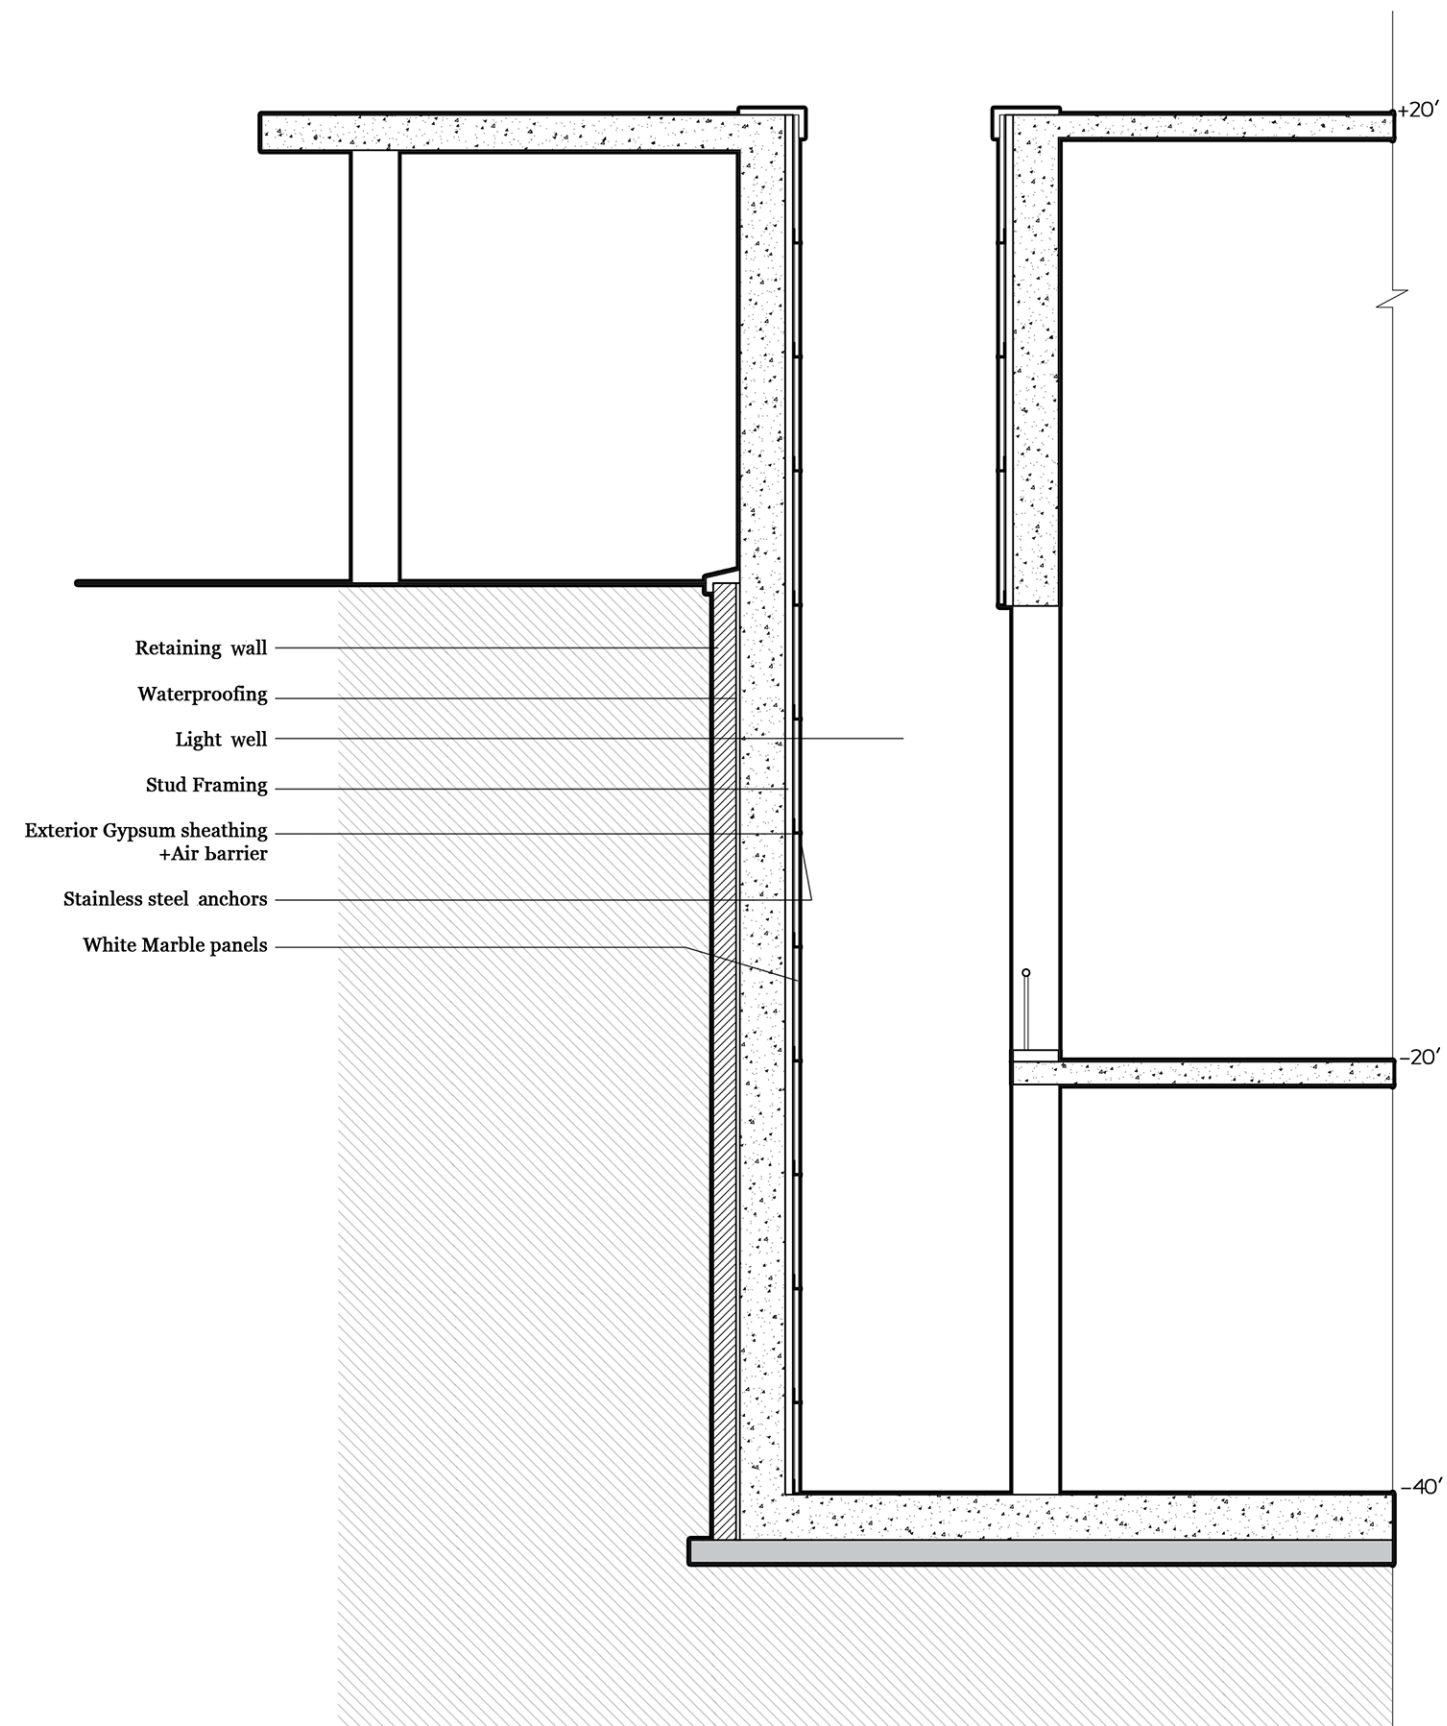 +20'
Retaining wall
Waterproofing
Light well
Stud Framing
Exterior Gypsum sheathing
+Air barrier
Stainless steel anchors
White Marble panels
-20'
-40'